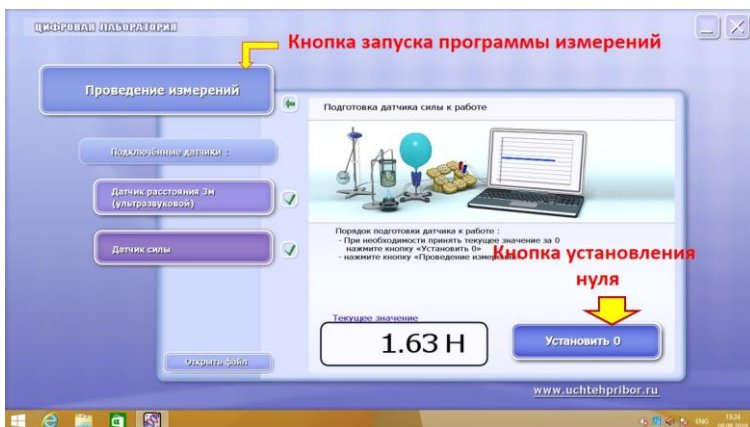 ЦИФРОВАЯ ЛАБОРАТОРИЯ
Кнопка запуска программы измерений
Проведение измерений
Подготовка датчика силы к работе
Подключённые датчики :
Датчик расстояния 3м
(ультразвуковой)
Датчик силы
Порядок подготовки датчика к работе :
- При необходимости принять текущее значение за 0
нажмите кнопку «Установить 0»
- нажмите кнопку «Проведение
Кнопка установления
нуля
Текущее значение
1.63 Н
Установить 0
Открыть файл
www.uchtehpribor.ru
ENG
13:24